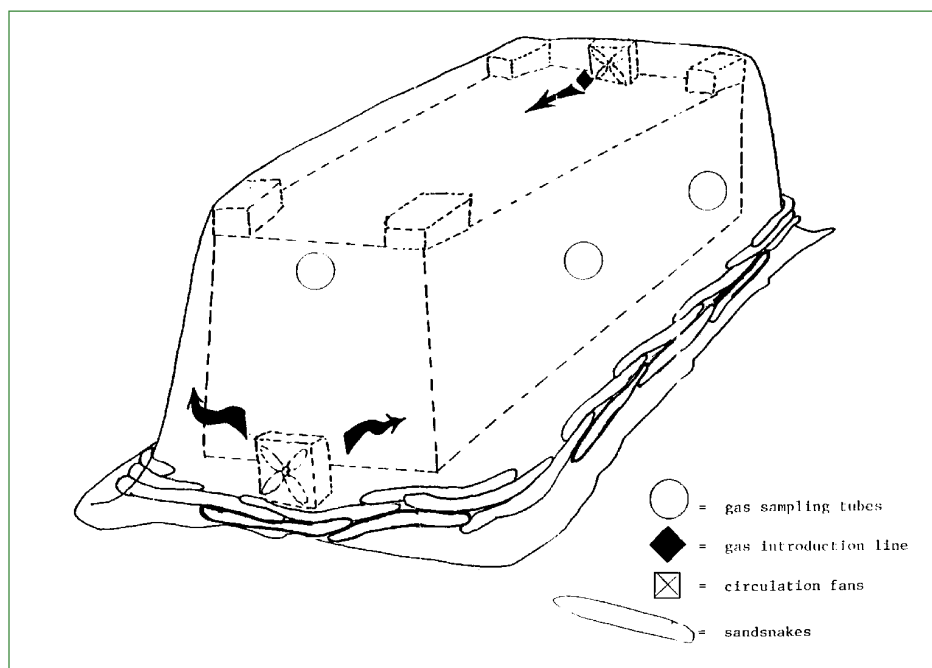 = gas sampling tubes
= gas introduction line
= circulation fans
= sandsnakes